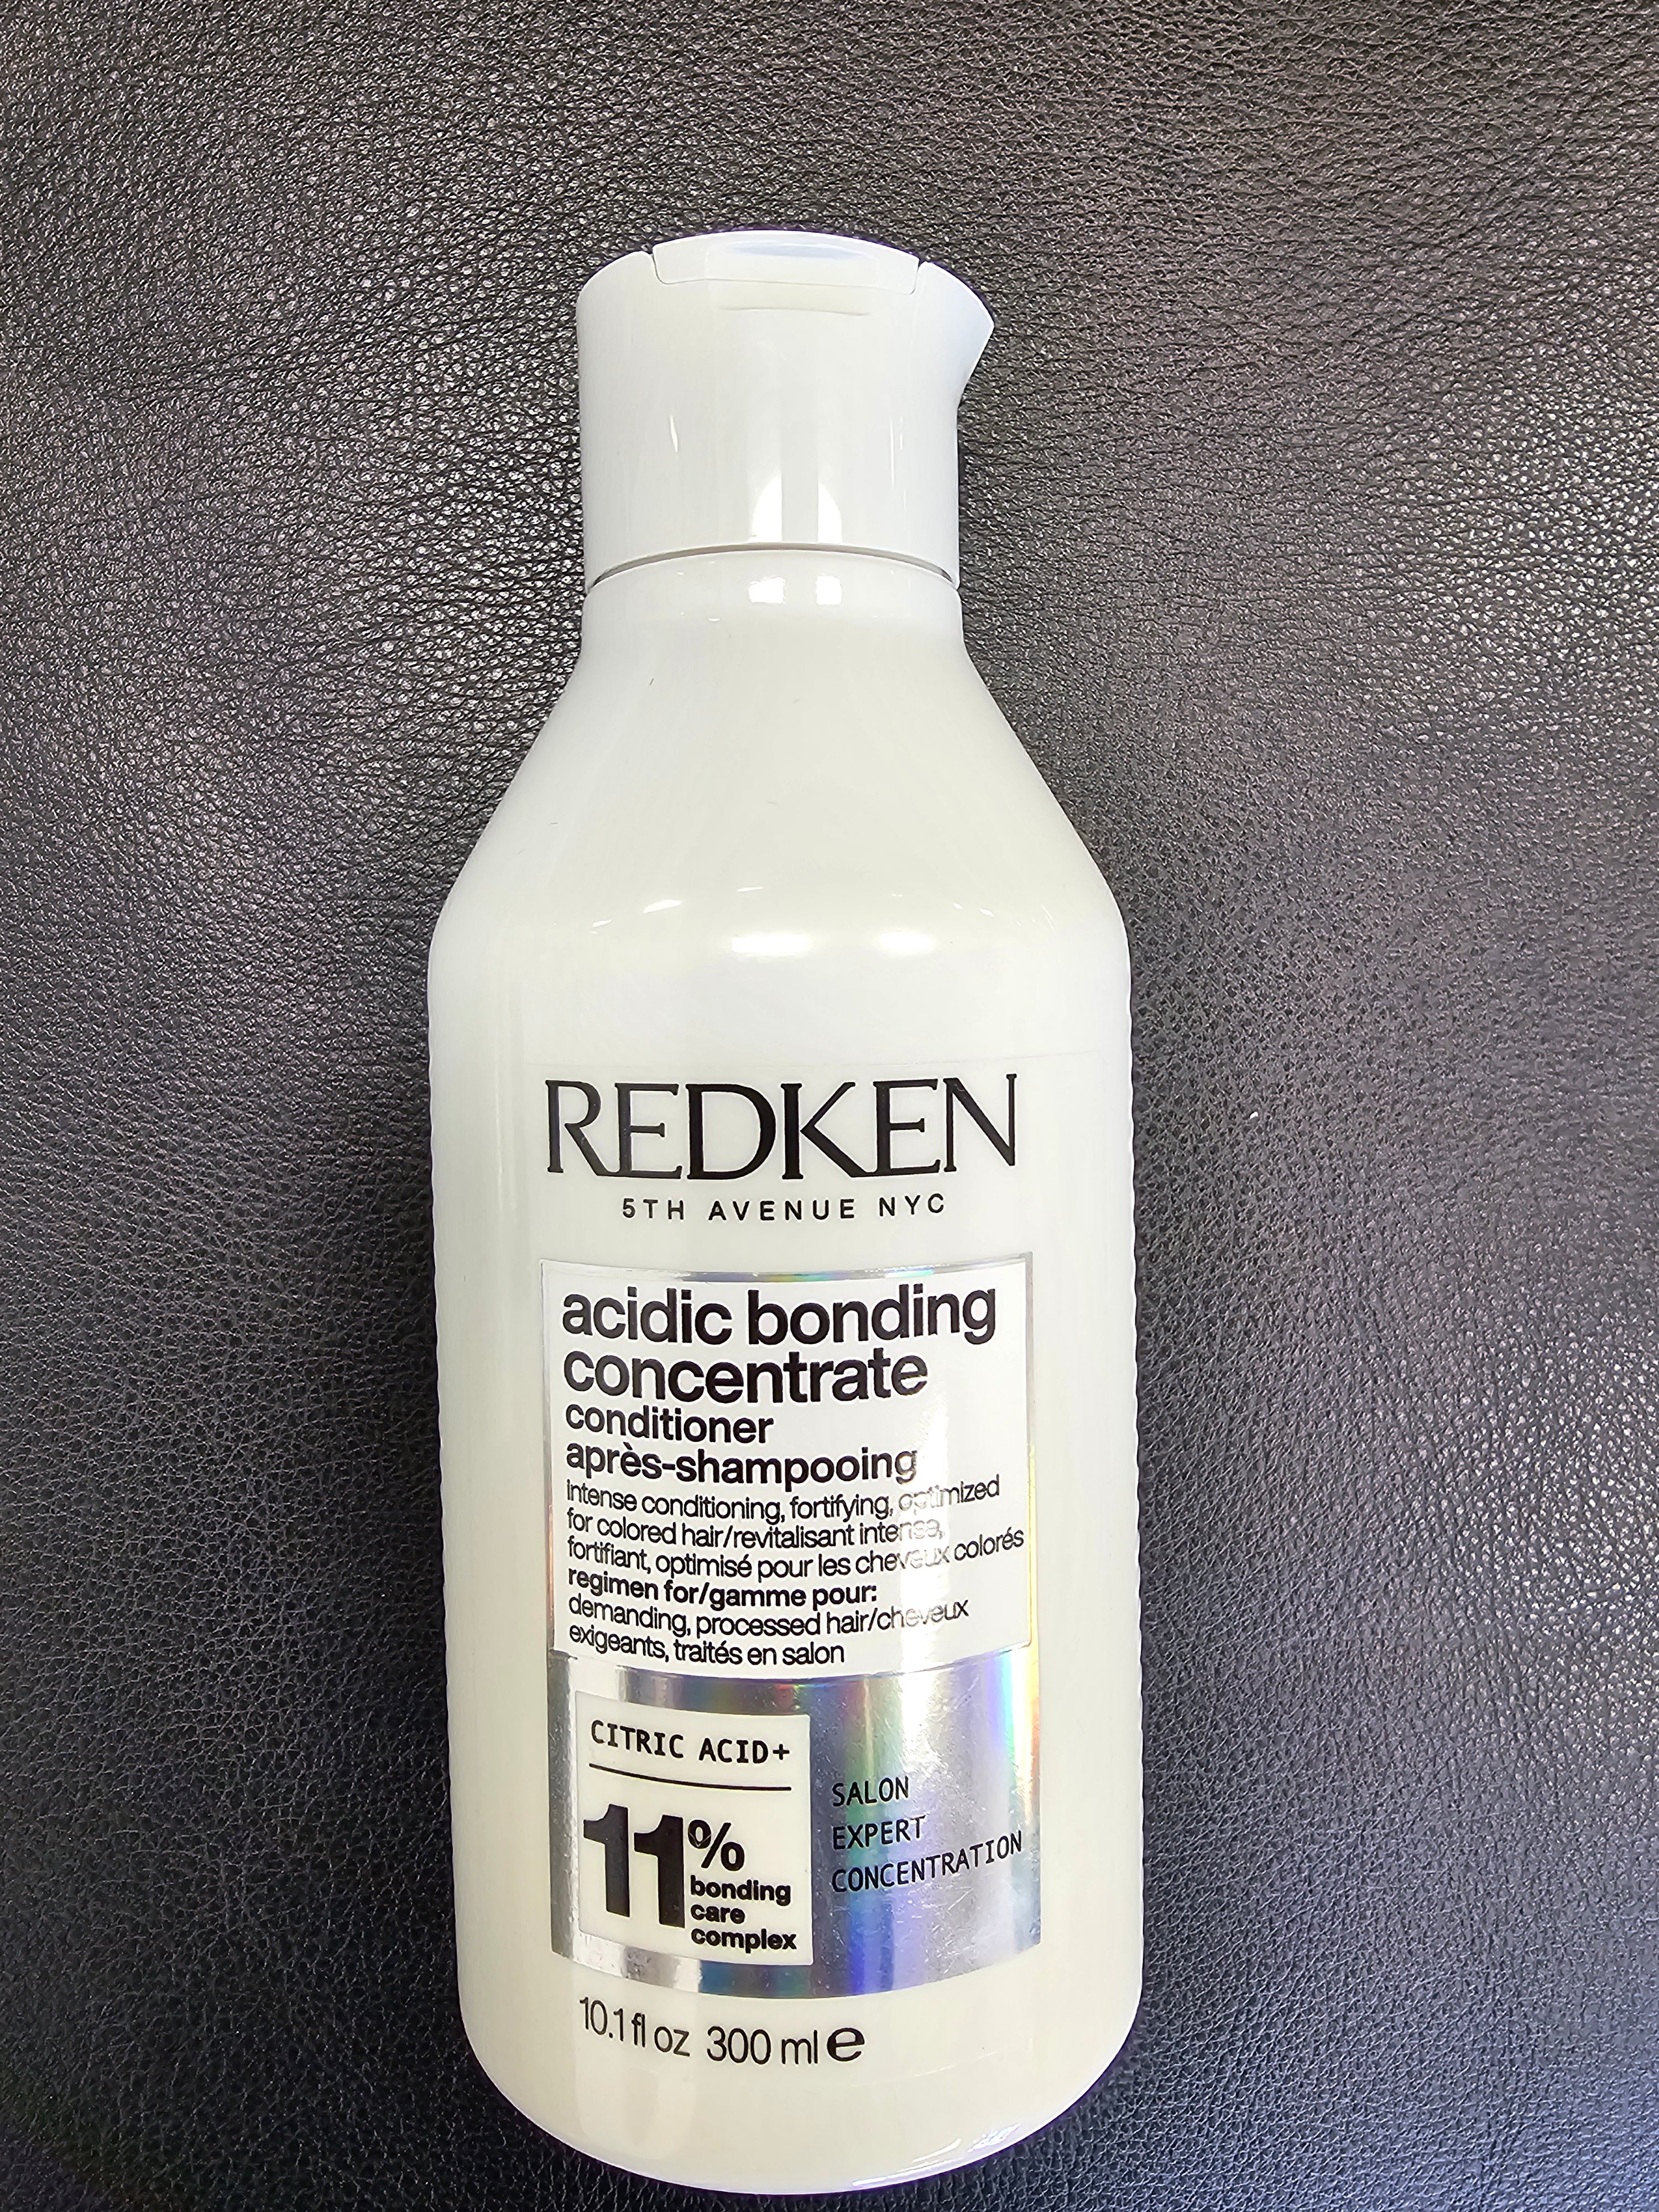 REDKEN
5TH AVENUE NYC
acidic bonding
concentrate
conditioner
après-shampooing
intense conditioning, fortifying, optimized
for colored hair/revitalisant intense,
fortifiant, optimisé pour les cheveux colorés
regimen for/gamme pour:
demanding, processed hair/cheveux
exigeants, traités en salon
CITRIC ACID+
11%
bonding
care
complex
SALON
EXPERT
CONCENTRATION
10.1 fl oz 300 ml e